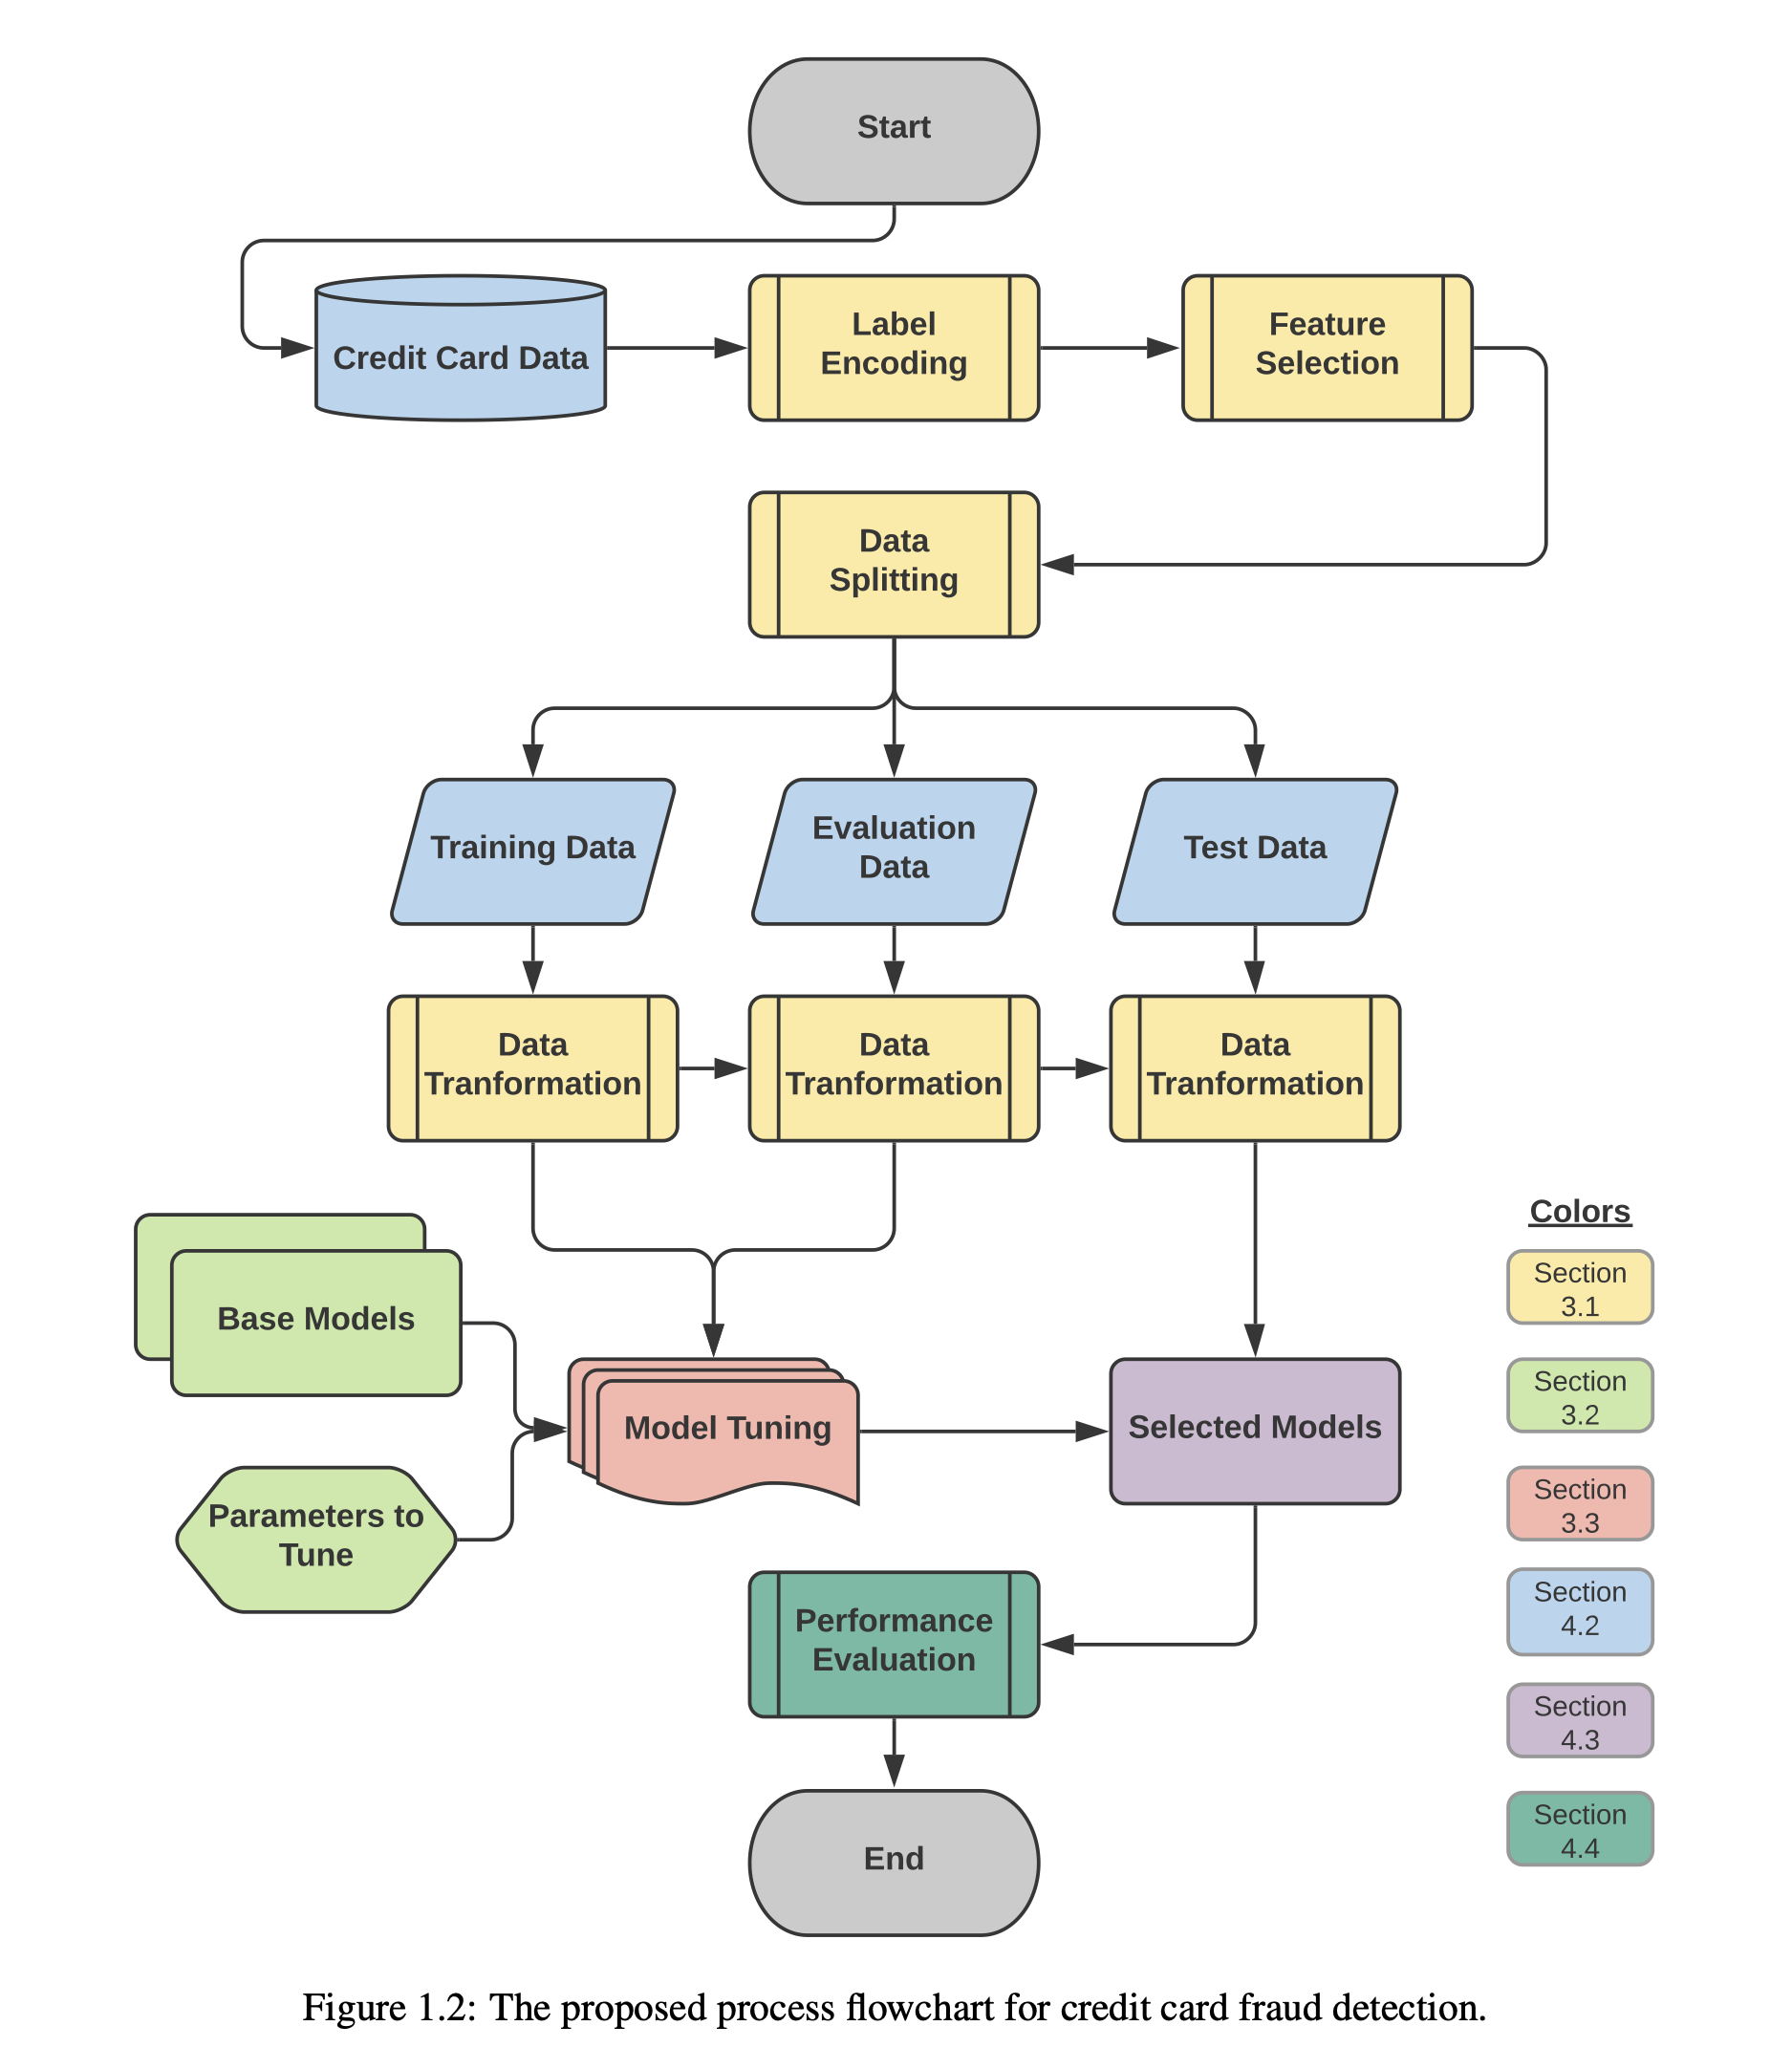 Start
Credit Card Data
Label
Encoding
Feature
Selection
Data
Splitting
Training Data
Evaluation
Data
Test Data
Data
Tranformation
Data
Tranformation
Data
Tranformation
Base Models
Parameters to
Tune
Model Tuning
Selected Models
Performance
Evaluation
End
Colors
Section
3.1
Section
3.2
Section
3.3
Section
4.2
Section
4.3
Section
4.4
Figure 1.2: The proposed process flowchart for credit card fraud detection.